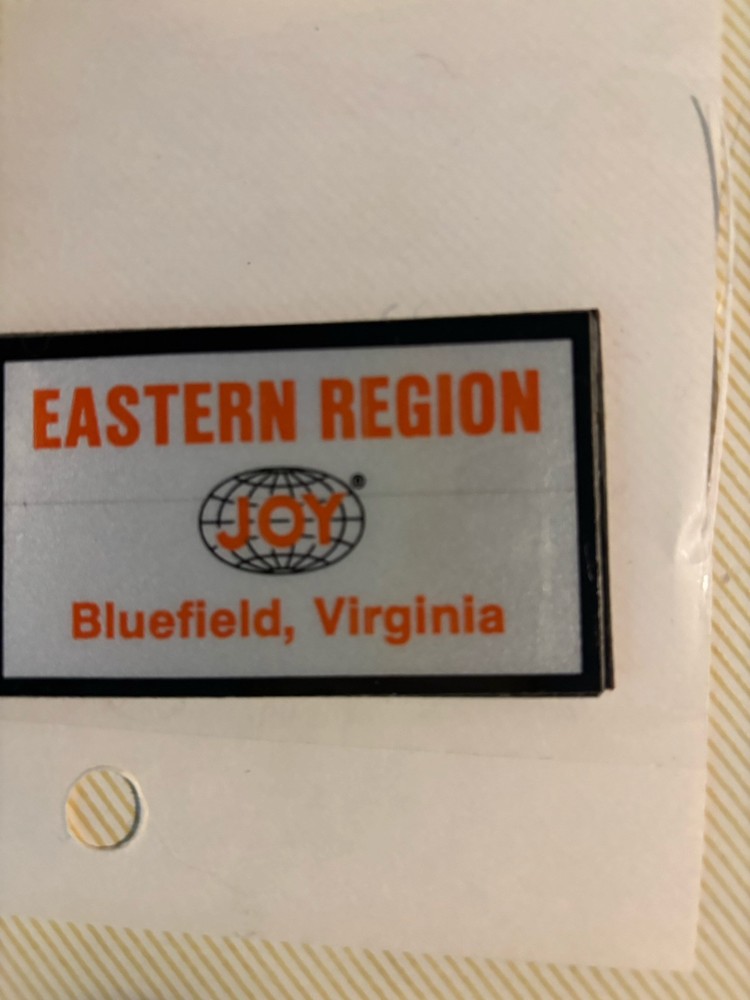 EASTERN REGION
JOY®
Bluefield, Virginia